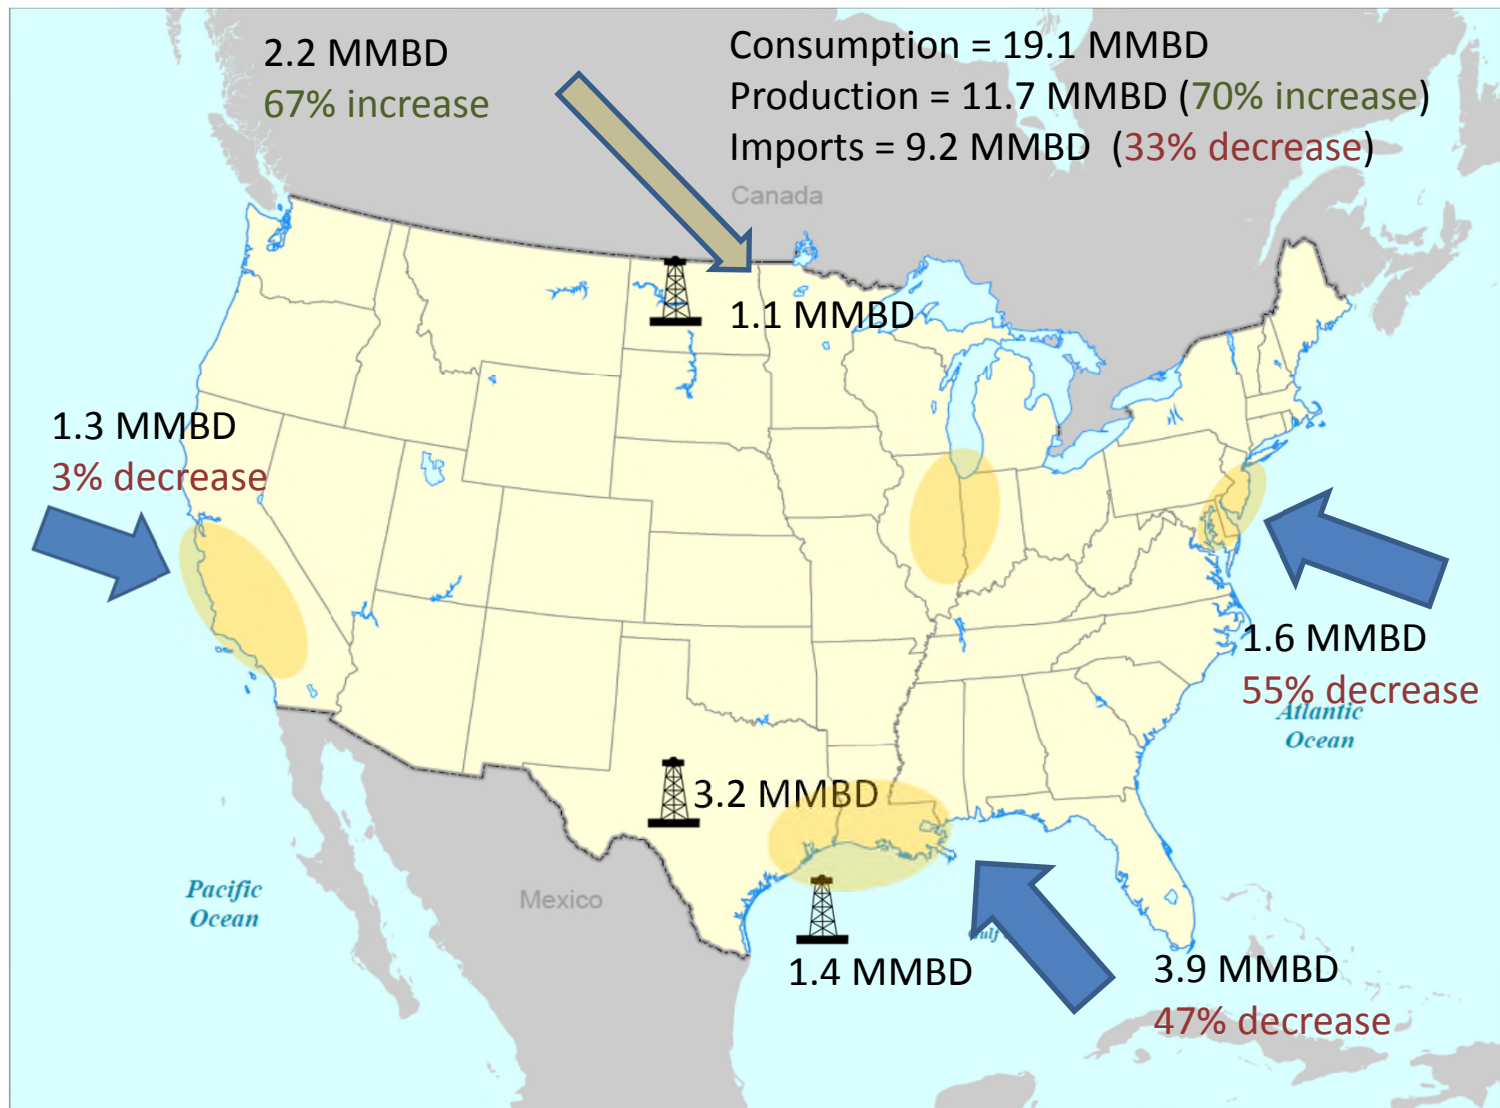 2.2 MMBD
67% increase
Consumption = 19.1 MMBD
Production = 11.7 MMBD (70% increase)
Imports = 9.2 MMBD (33% decrease)
Canada
1.1 MMBD
1.3 MMBD
3% decrease
1.6 MMBD
55% decrease
Atlantic
Ocean
3.2 MMBD
Pacific
Ocean
Mexico
Gulf
1.4 MMBD
3.9 MMBD
47% decrease